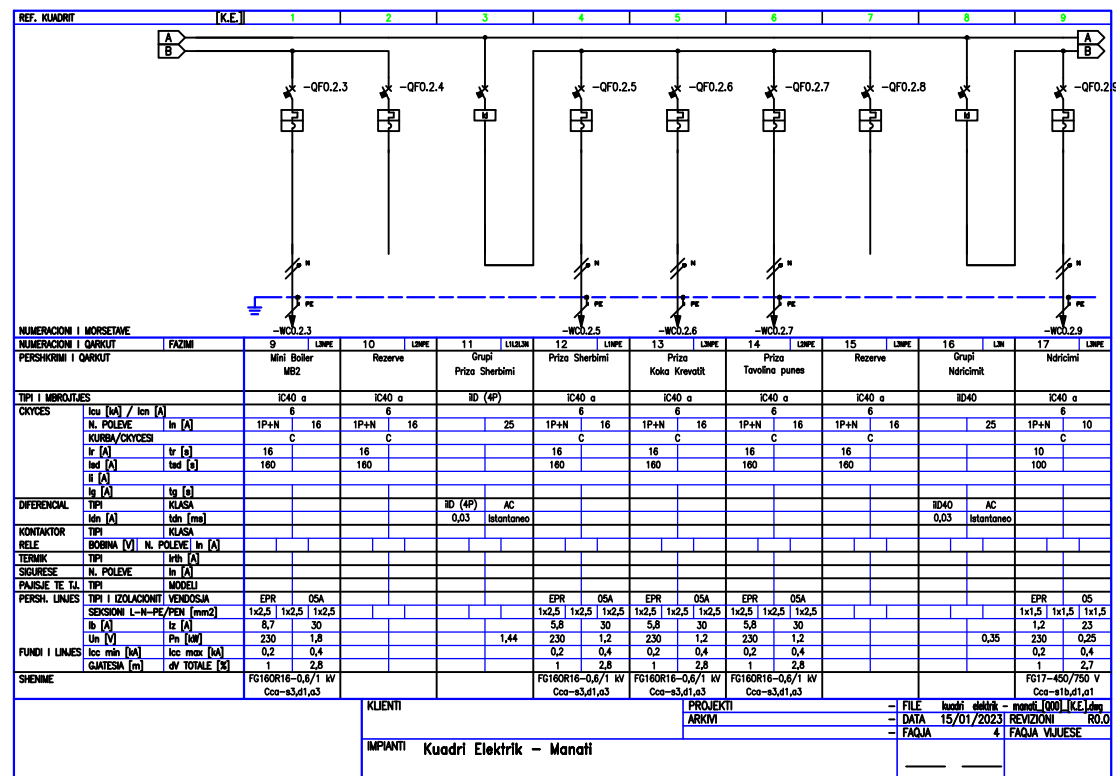 REF. KUADRIT [K.E.] 1 2 3 4 5 6 7 8 9
A A
B B
-QF0.2.3 -QF0.2.4 -QF0.2.5 -QF0.2.6 -QF0.2.7 -QF0.2.8 -QF0.2.9
Id Id
N N N N N
PE PE PE PE PE
NUMERACIONI I MORSETAVE -WC0.2.3 -WC0.2.5 -WC0.2.6 -WC0.2.7 -WC0.2.9
NUMERACIONI I QARKUT FAZIMI 9 L3NPE 10 L2NPE 11 L1L2L3N 12 L1NPE 13 L3NPE 14 L2NPE 15 L3NPE 16 L3N 17 L3NPE
PERSHKRIMI I QARKUT Mini Boiler Rezerve Grupi Priza Sherbimi Priza Priza Rezerve Grupi Ndricimi
MB2 Priza Sherbimi Koka Krevatit Tavolina punes Ndricimit
TIPI I MBROJTJES iC40 a iC40 a iID (4P) iC40 a iC40 a iC40 a iC40 a iID40 iC40 a
CKYCES Icu [kA] / Icn [A] 6 6 6 6 6 6 6
N. POLEVE In [A] 1P+N 16 1P+N 16 25 1P+N 16 1P+N 16 1P+N 16 1P+N 16 25 1P+N 10
KURBA/CKYCESI C C C C C C C
Ir [A] tr [s] 16 16 16 16 16 16 10
Isd [A] tsd [s] 160 160 160 160 160 160 100
Ii [A]
Ig [A] tg [s]
DIFERENCIAL TIPI KLASA iID (4P) AC iID40 AC
Idn [A] tdn [ms] 0,03 Istantaneo 0,03 Istantaneo
KONTAKTOR TIPI KLASA
RELE BOBINA [V] N. POLEVE In [A]
TERMIK TIPI Irth [A]
SIGURESE N. POLEVE In [A]
PAJISJE TE TJ. TIPI MODELI
PERSH. LINJES TIPI I IZOLACIONIT VENDOSJA EPR 05A EPR 05A EPR 05A EPR 05A EPR 05
SEKSIONI L-N-PE/PEN [mm2] 1x2,5 1x2,5 1x2,5 1x2,5 1x2,5 1x2,5 1x2,5 1x2,5 1x2,5 1x2,5 1x2,5 1x2,5 1x1,5 1x1,5 1x1,5
Ib [A] Iz [A] 8,7 30 5,8 30 5,8 30 5,8 30 1,2 23
Un [V] Pn [kW] 230 1,8 1,44 230 1,2 230 1,2 230 1,2 0,35 230 0,25
FUNDI I LINJES Icc min [kA] Icc max [kA] 0,2 0,4 0,2 0,4 0,2 0,4 0,2 0,4 0,2 0,4
GJATESIA [m] dV TOTALE [%] 1 2,8 1 2,8 1 2,8 1 2,8 1 2,7
SHENIME FG16OR16-0,6/1 kV FG16OR16-0,6/1 kV FG16OR16-0,6/1 kV FG16OR16-0,6/1 kV FG17-450/750 V
Cca-s3,d1,a3 Cca-s3,d1,a3 Cca-s3,d1,a3 Cca-s3,d1,a3 Cca-s1b,d1,a1
KLIENTI PROJEKTI - FILE kuadri elektrik - manati_[Q00]_[K.E.].dwg
ARKIVI - DATA 15/01/2023 REVIZIONI R0.0
- FAQJA 4 FAQJA VIJUESE
IMPIANTI Kuadri Elektrik - Manati